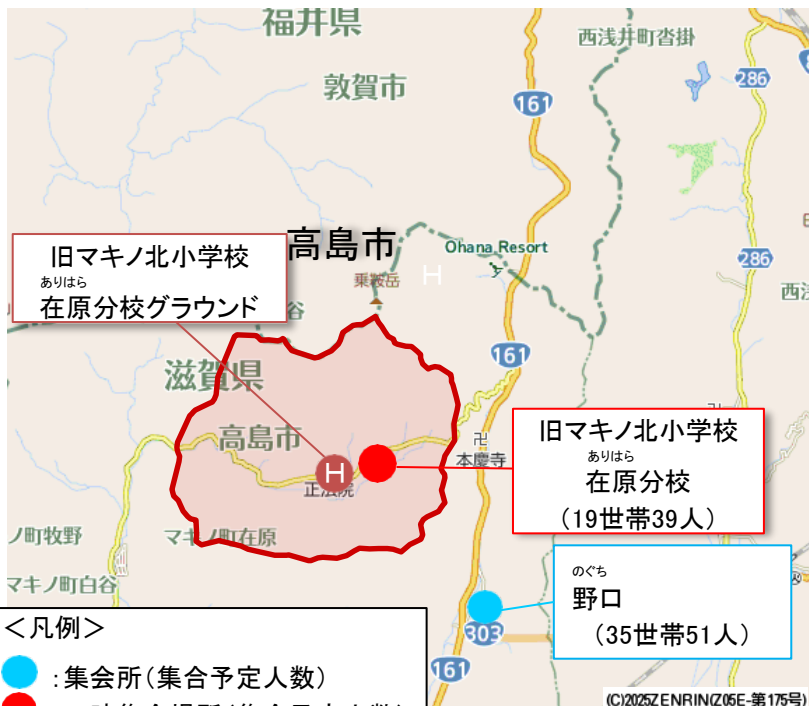 福井県
西浅井町沓掛
敦賀市
161
286
旧マキノ北小学校
ありはら
在原分校グラウンド
高島市
Ohana Resort
乗鞍岳
H
286
谷
161
滋賀県
高島市
旧マキノ北小学校
ありはら
在原分校
(19世帯39人)
本慶寺
H
正法院
ノ町牧野
マキノ町在原
マキノ町白谷
のぐち
野口
(35世帯51人)
303
161
<凡例>
:集会所(集合予定人数)
(C)2025ZENRIN(Z05E-第175号)